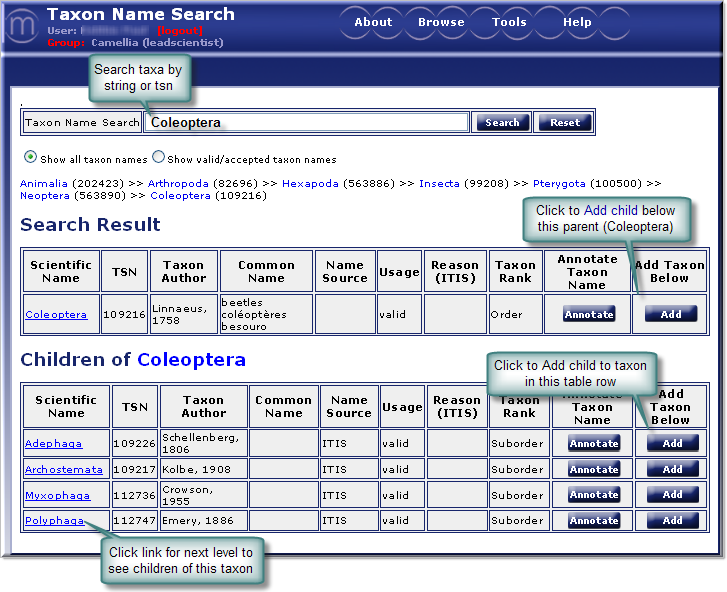 m Taxon Name Search
User: (logout)
Group: Camellia (leadscientist)
About Browse Tools Help
Search taxa by
string or tsn
Taxon Name Search Coleoptera Search Reset
Show all taxon names Show valid/accepted taxon names
Animalia (202423) >> Arthropoda (82696) >> Hexapoda (563886) >> Insecta (99208) >> Pterygota (100500) >>
Neoptera (563890) >> Coleoptera (109216)
Click to Add child below
this parent (Coleoptera)
Search Result
Scientific Name TSN Taxon Author Common Name Name Source Usage Reason (ITIS) Taxon Rank Annotate Taxon Name Add Taxon Below
Coleoptera 109216 Linnaeus, 1758 beetles coléoptères besouro valid Order Annotate Add
Children of Coleoptera
Click to Add child to taxon
in this table row
Scientific Name TSN Taxon Author Common Name Name Source Usage Reason (ITIS) Taxon Rank Annotate Taxon Name Add Taxon Below
Adephaga 109226 Schellenberg, 1806 ITIS valid Suborder Annotate Add
Archostemata 109217 Kolbe, 1908 ITIS valid Suborder Annotate Add
Myxophaga 112736 Crowson, 1955 ITIS valid Suborder Annotate Add
Polyphaga 112747 Emery, 1886 ITIS valid Suborder Annotate Add
Click link for next level to
see children of this taxon